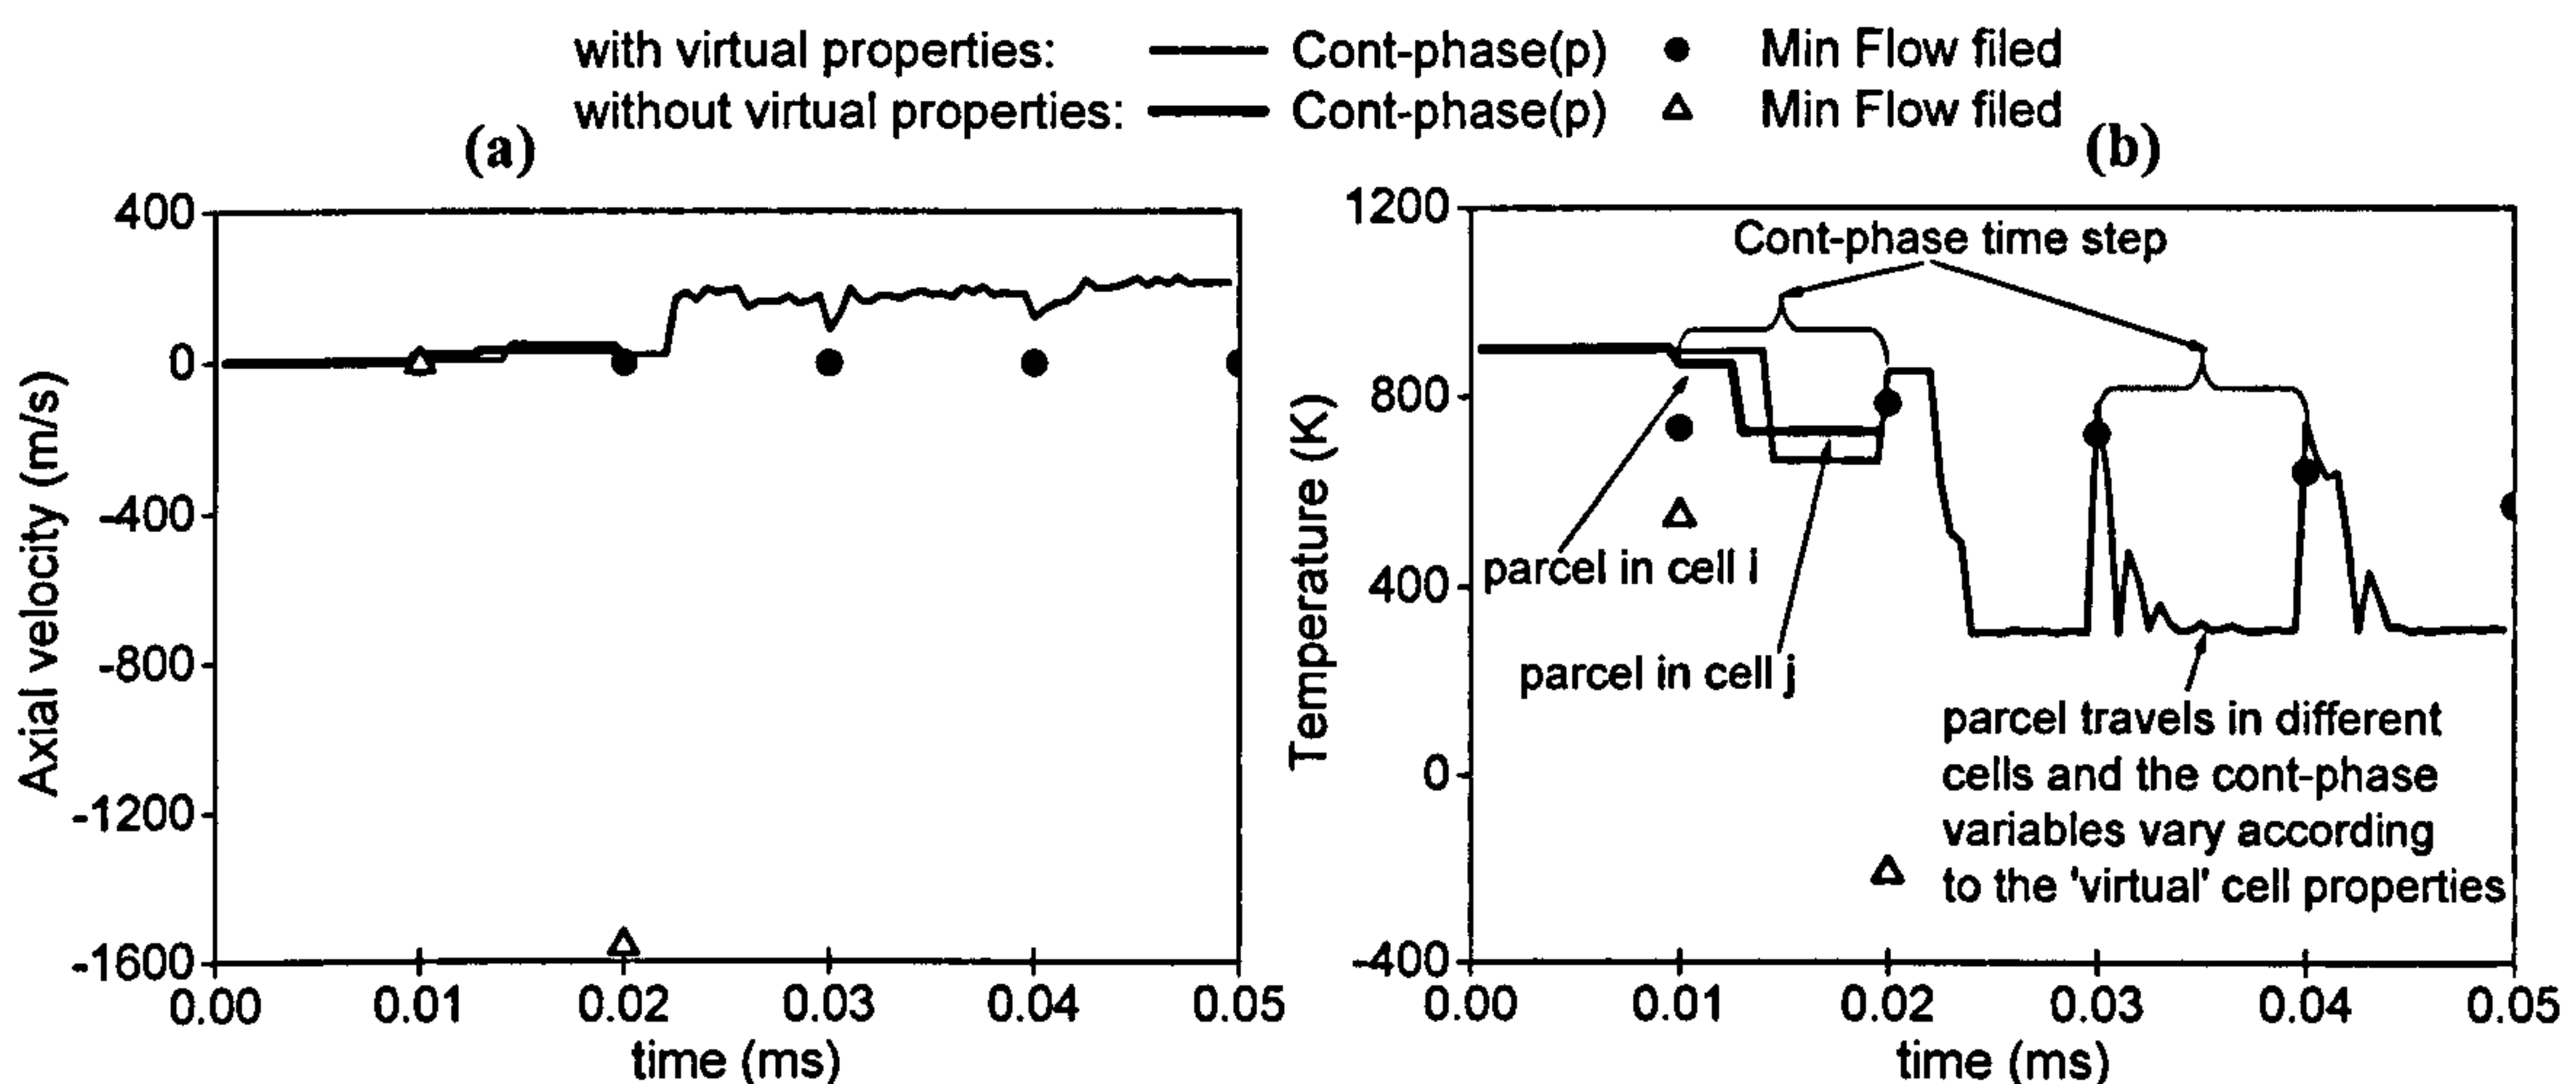 with virtual properties: Cont-phase(p) Min Flow filed
without virtual properties: Cont-phase(p) Min Flow filed
(a)
400
0
-400
-800
-1200
-1600
Axial velocity (m/s)
0.00 0.01 0.02 0.03 0.04 0.05
time (ms)
(b)
1200
800
400
0
-400
Temperature (K)
Cont-phase time step
parcel in cell i
parcel in cell j
parcel travels in different
cells and the cont-phase
variables vary according
to the 'virtual' cell properties
0.00 0.01 0.02 0.03 0.04 0.05
time (ms)